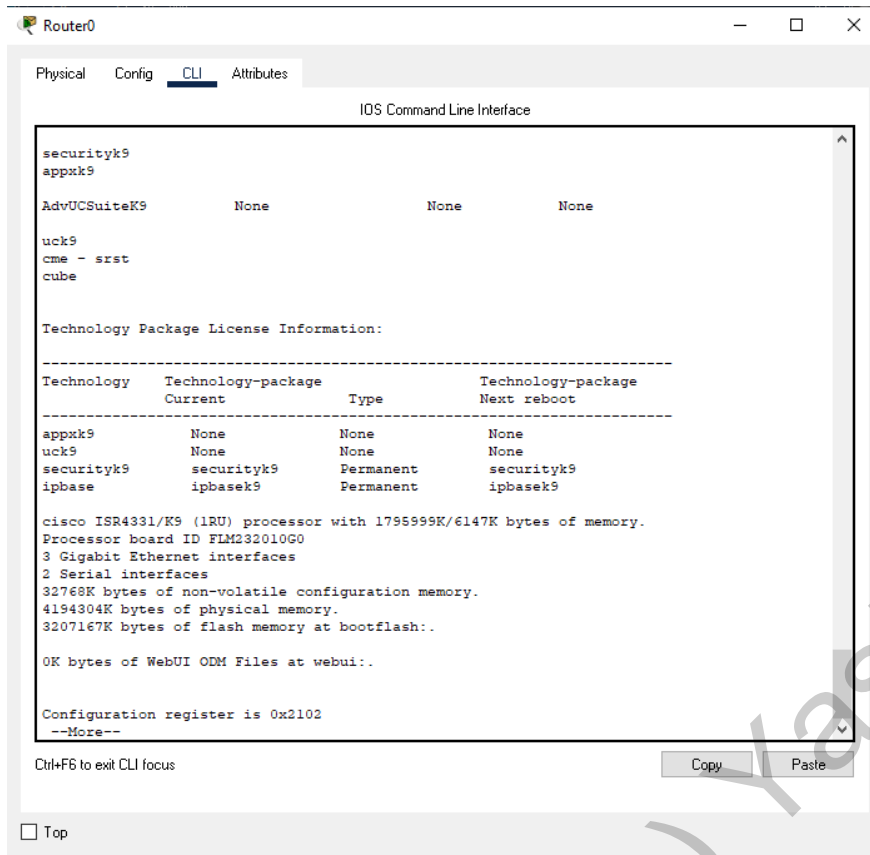 Router0
Physical Config CLI Attributes
IOS Command Line Interface
securityk9
appxk9
AdvUCSuiteK9 None None None
uck9
cme - srst
cube
Technology Package License Information:
------------------------------------------------------------------------
Technology Technology-package Technology-package
Current Type Next reboot
------------------------------------------------------------------------
appxk9 None None None
uck9 None None None
securityk9 securityk9 Permanent securityk9
ipbase ipbasek9 Permanent ipbasek9
cisco ISR4331/K9 (1RU) processor with 1795999K/6147K bytes of memory.
Processor board ID FLM232010G0
3 Gigabit Ethernet interfaces
2 Serial interfaces
32768K bytes of non-volatile configuration memory.
4194304K bytes of physical memory.
3207167K bytes of flash memory at bootflash:.
0K bytes of WebUI ODM Files at webui:.
Configuration register is 0x2102
--More--
Ctrl+F6 to exit CLI focus
Copy Paste
Top